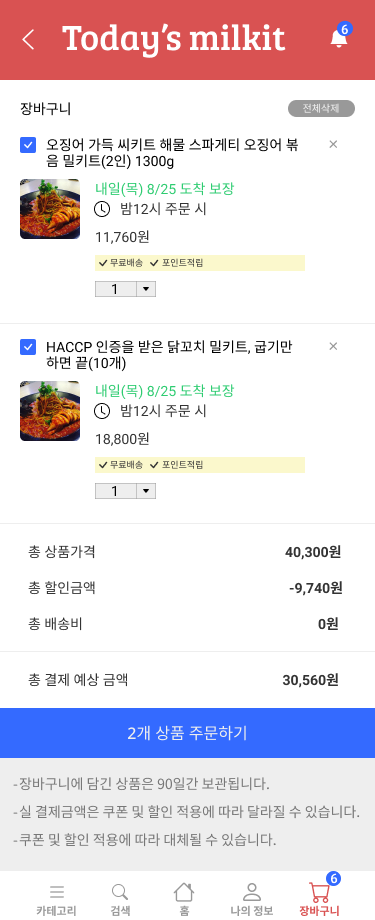 Today's milkit
6
장바구니
전체삭제
오징어 가득 씨키트 해물 스파게티 오징어 볶
음 밀키트(2인) 1300g
내일(목) 8/25 도착 보장
밤12시 주문 시
11,760원
무료배송 포인트적립
1
HACCP 인증을 받은 닭꼬치 밀키트, 굽기만
하면 끝(10개)
내일(목) 8/25 도착 보장
밤12시 주문 시
18,800원
무료배송 포인트적립
1
총 상품가격 40,300원
총 할인금액 -9,740원
총 배송비 0원
총 결제 예상 금액 30,560원
2개 상품 주문하기
-장바구니에 담긴 상품은 90일간 보관됩니다.
-실 결제금액은 쿠폰 및 할인 적용에 따라 달라질 수 있습니다.
-쿠폰 및 할인 적용에 따라 대체될 수 있습니다.
6
카테고리 검색 홈 나의 정보 장바구니